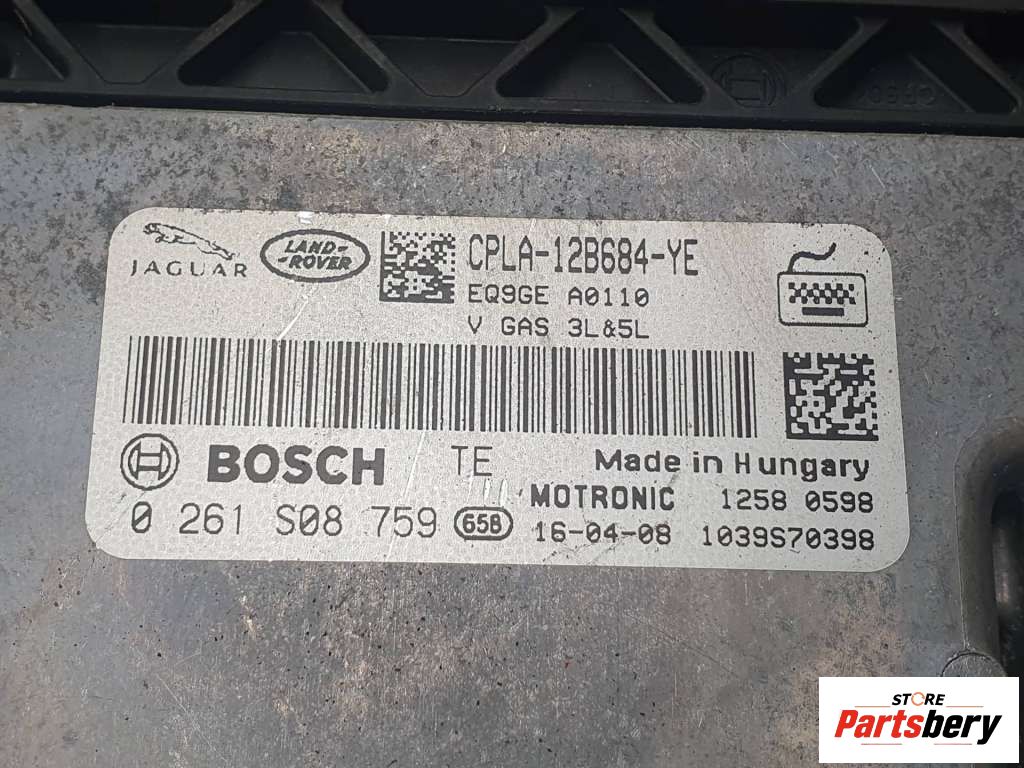 JAGUAR
LAND-
-ROVER
CPLA-12B684-YE
EQ9GE A0110
V GAS 3L&5L
BOSCH TE Made in Hungary
MOTRONIC 1258 0598
0 261 S08 759 658 16-04-08 1039S70398
STORE
Partsbery